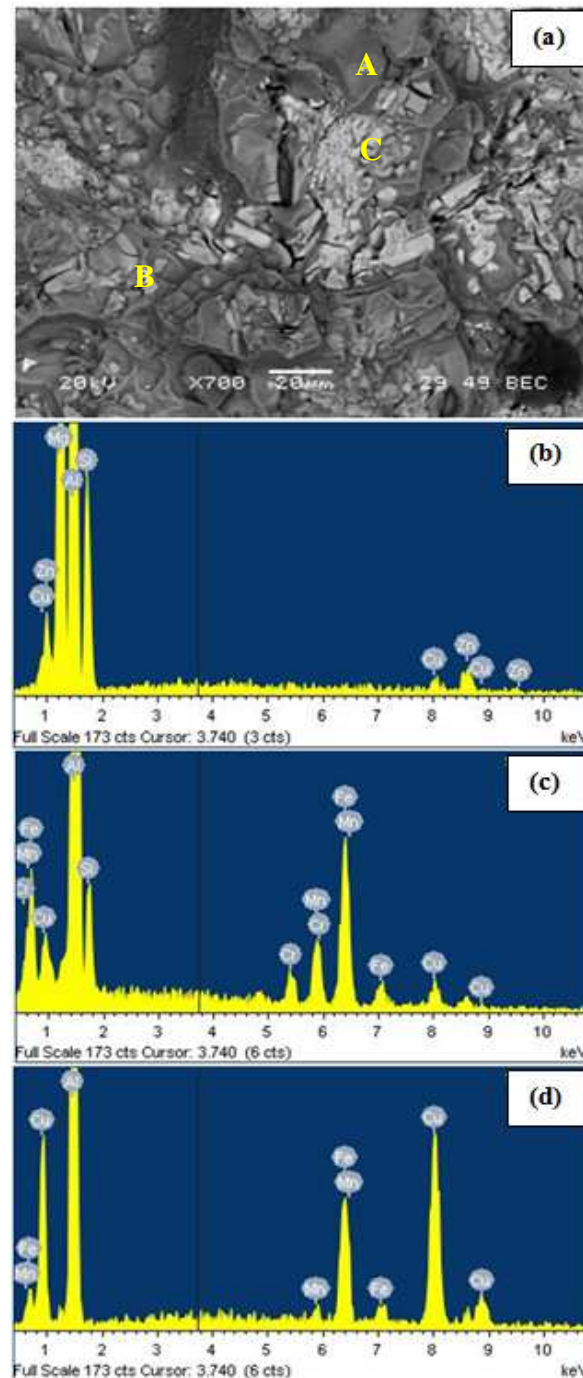 (a)
A
C
B
20kV X700 20µm 29 49 BEC
(b)
Mg Si
Al
Zn
Cu
Cu Zn Cu Zn
1 2 3 4 5 6 7 8 9 10
Full Scale 173 cts Cursor: 3.740 (3 cts) keV
(c)
Al
Fe
Mn
Si
Cu
Fe
Mn
Mn
Cr
Cr
Fe Cu Cu
1 2 3 4 5 6 7 8 9 10
Full Scale 173 cts Cursor: 3.740 (6 cts) keV
(d)
Al
Cu
Fe
Mn
Fe
Mn
Cu
Mn Fe Cu
1 2 3 4 5 6 7 8 9 10
Full Scale 173 cts Cursor: 3.740 (6 cts) keV